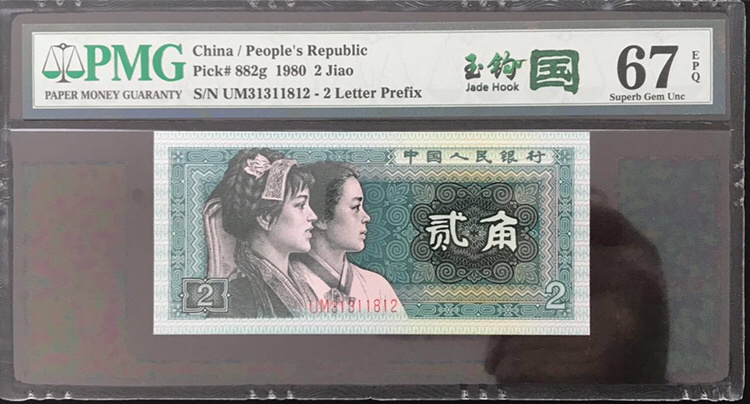 PMG
PAPER MONEY GUARANTY
China / People's Republic
Pick# 882g 1980 2 Jiao
S/N UM31311812 - 2 Letter Prefix
玉钩国
Jade Hook
67
EPQ
Superb Gem Unc
中国人民银行
贰角
2
UM31311812
2